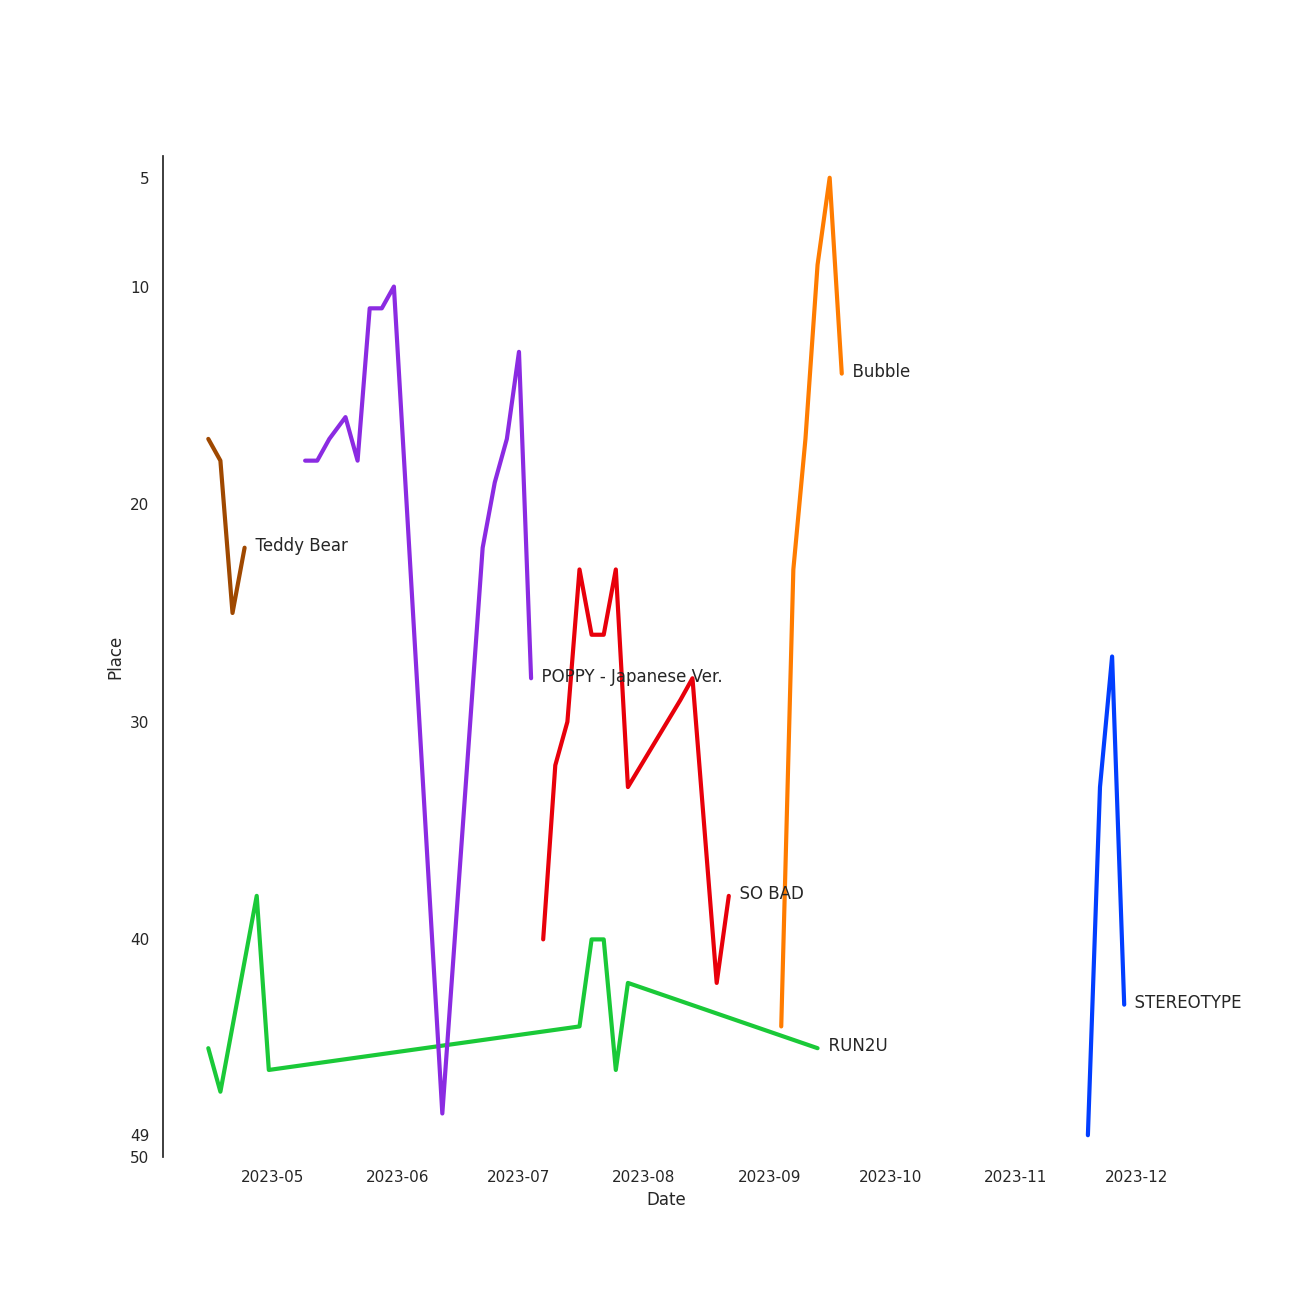 5
10
Bubble
20
Teddy Bear
Place
POPPY - Japanese Ver.
30
SO BAD
40
STEREOTYPE
RUN2U
49
50
2023-05 2023-06 2023-07 2023-08 2023-09 2023-10 2023-11 2023-12
Date